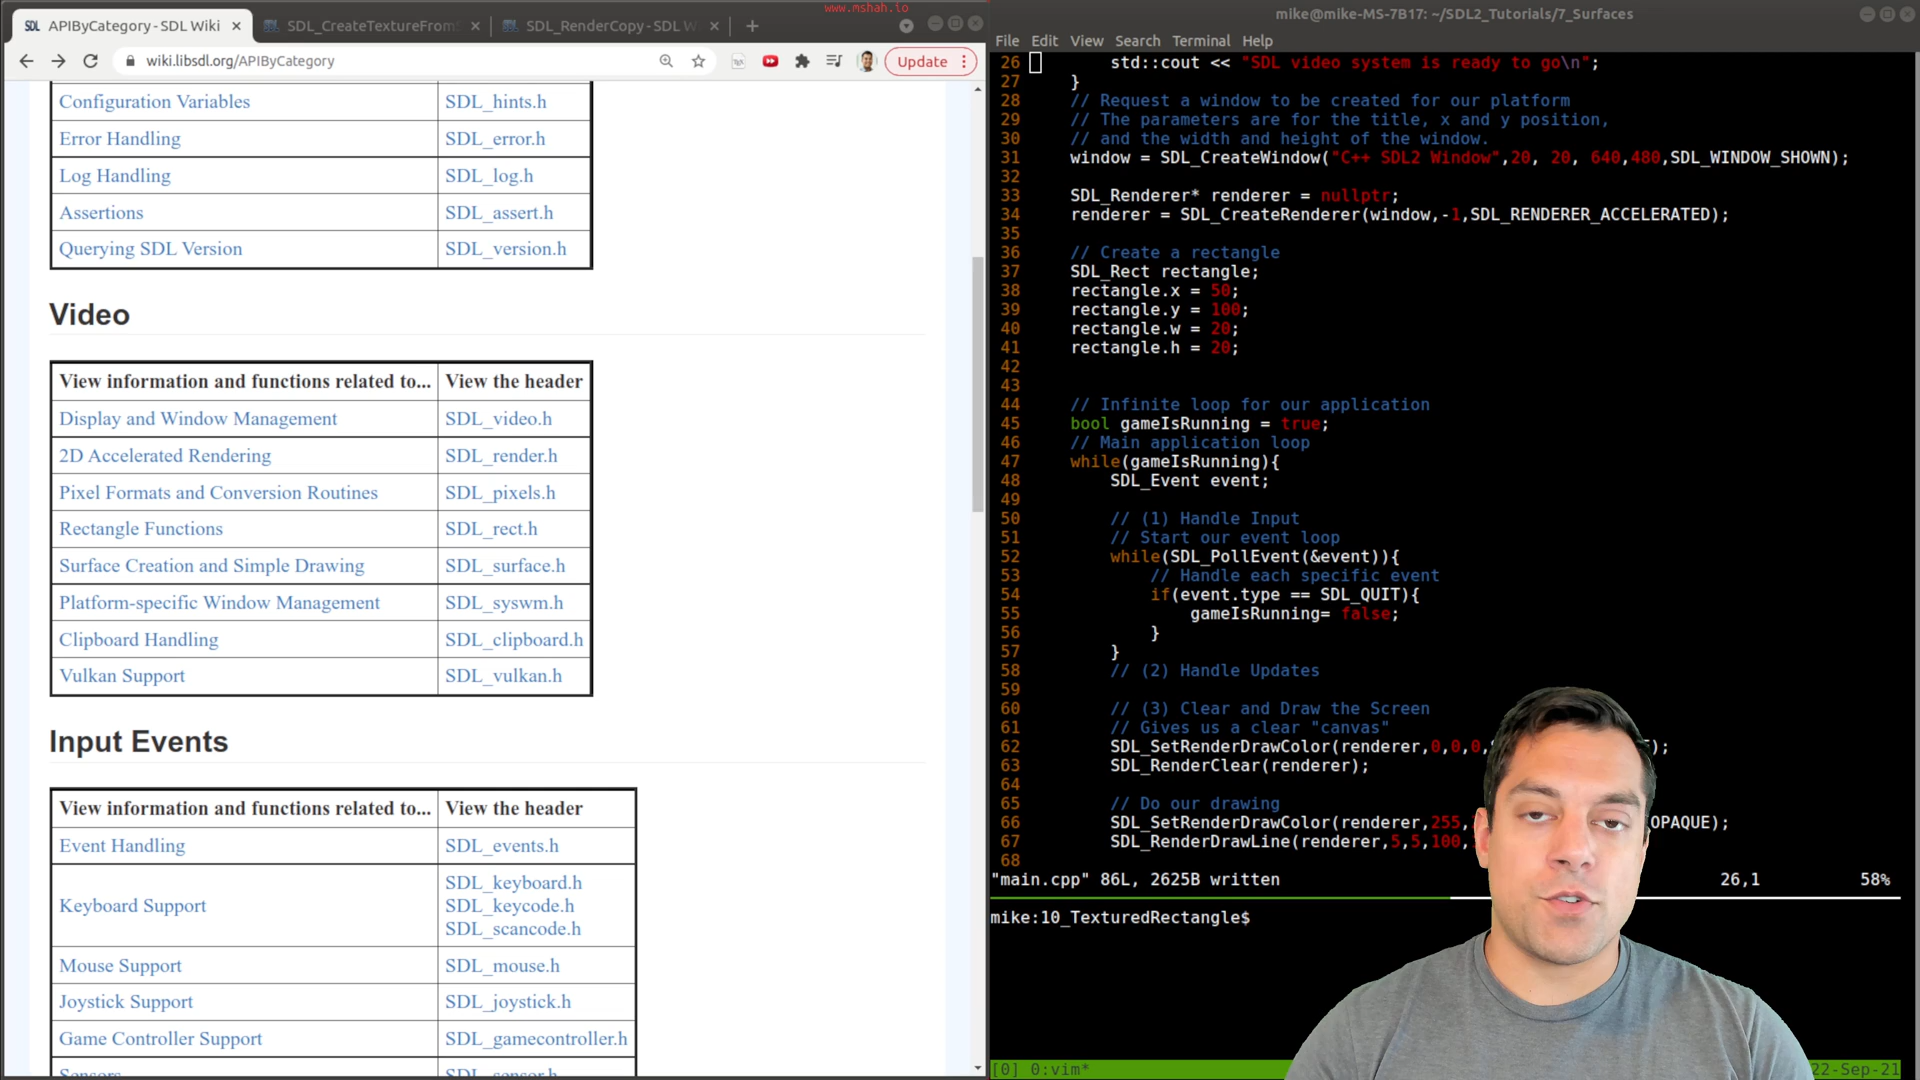 www.mshah.io
SDL APIByCategory - SDL Wiki
SDL_CreateTextureFrom
SDL_RenderCopy - SDL W
wiki.libsdl.org/APIByCategory
Update
Configuration Variables SDL_hints.h
Error Handling SDL_error.h
Log Handling SDL_log.h
Assertions SDL_assert.h
Querying SDL Version SDL_version.h
Video
View information and functions related to... View the header
Display and Window Management SDL_video.h
2D Accelerated Rendering SDL_render.h
Pixel Formats and Conversion Routines SDL_pixels.h
Rectangle Functions SDL_rect.h
Surface Creation and Simple Drawing SDL_surface.h
Platform-specific Window Management SDL_syswm.h
Clipboard Handling SDL_clipboard.h
Vulkan Support SDL_vulkan.h
Input Events
View information and functions related to... View the header
Event Handling SDL_events.h
Keyboard Support SDL_keyboard.h
SDL_keycode.h
SDL_scancode.h
Mouse Support SDL_mouse.h
Joystick Support SDL_joystick.h
Game Controller Support SDL_gamecontroller.h
Sensors SDL_sensor.h
mike@mike-MS-7B17: ~/SDL2_Tutorials/7_Surfaces
File Edit View Search Terminal Help
26 std::cout << "SDL video system is ready to go\n";
27 }
28 // Request a window to be created for our platform
29 // The parameters are for the title, x and y position,
30 // and the width and height of the window.
31 window = SDL_CreateWindow("C++ SDL2 Window",20, 20, 640,480,SDL_WINDOW_SHOWN);
32
33 SDL_Renderer* renderer = nullptr;
34 renderer = SDL_CreateRenderer(window,-1,SDL_RENDERER_ACCELERATED);
35
36 // Create a rectangle
37 SDL_Rect rectangle;
38 rectangle.x = 50;
39 rectangle.y = 100;
40 rectangle.w = 20;
41 rectangle.h = 20;
42
43
44 // Infinite loop for our application
45 bool gameIsRunning = true;
46 // Main application loop
47 while(gameIsRunning){
48 SDL_Event event;
49
50 // (1) Handle Input
51 // Start our event loop
52 while(SDL_PollEvent(&event)){
53 // Handle each specific event
54 if(event.type == SDL_QUIT){
55 gameIsRunning= false;
56 }
57 }
58 // (2) Handle Updates
59
60 // (3) Clear and Draw the Screen
61 // Gives us a clear "canvas"
62 SDL_SetRenderDrawColor(renderer,0,0,0, );
63 SDL_RenderClear(renderer);
64
65 // Do our drawing
66 SDL_SetRenderDrawColor(renderer,255, OPAQUE);
67 SDL_RenderDrawLine(renderer,5,5,100,
68
"main.cpp" 86L, 2625B written 26,1 58%
mike:10_TexturedRectangle$
[0] 0:vim* 22-Sep-21